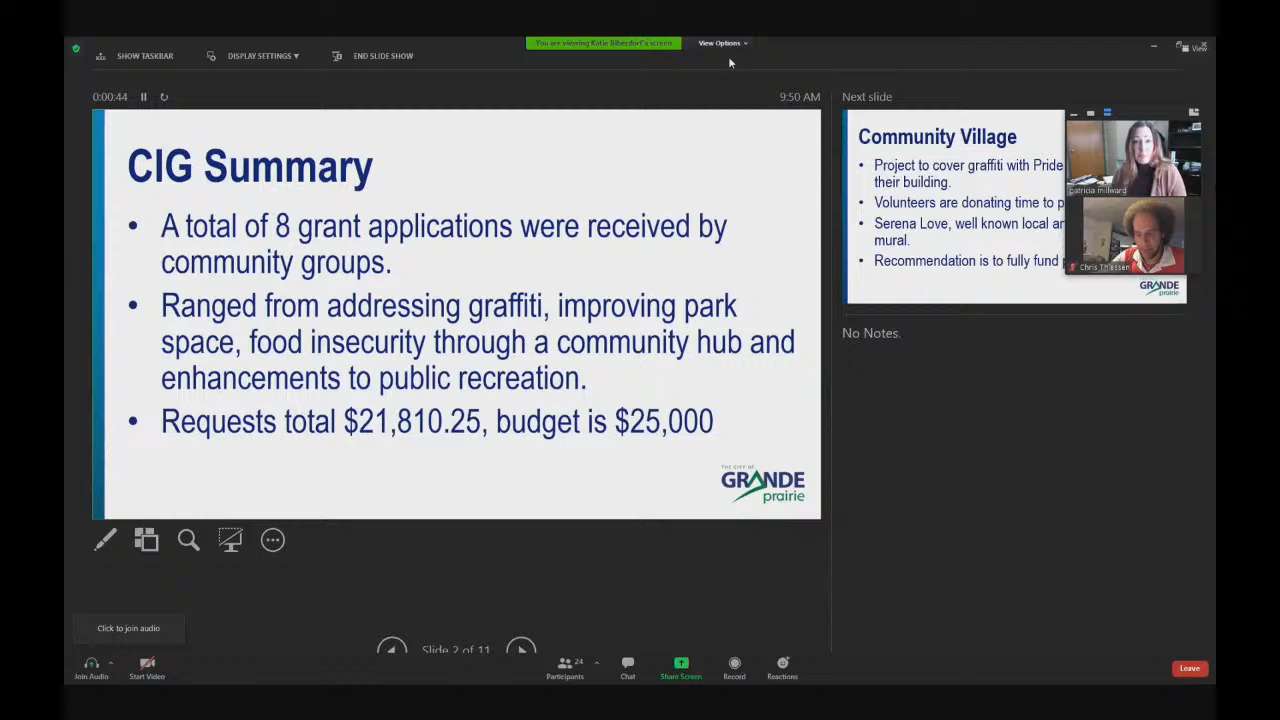 You are viewing Katie Biberdorf's screen
View Options
View
SHOW TASKBAR
DISPLAY SETTINGS
END SLIDE SHOW
0:00:44
9:50 AM
Next slide
CIG Summary
• A total of 8 grant applications were received by
community groups.
• Ranged from addressing graffiti, improving park
space, food insecurity through a community hub and
enhancements to public recreation.
• Requests total $21,810.25, budget is $25,000
THE CITY OF
GRANDE
prairie
Community Village
• Project to cover graffiti with Pride
their building.
• Volunteers are donating time to p
• Serena Love, well known local ar
mural.
• Recommendation is to fully fund
GRANDE
prairie
patricia millward
Chris Thiessen
No Notes.
Click to join audio
Slide 2 of 11
Join Audio
Start Video
24
Participants
Chat
Share Screen
Record
Reactions
Leave